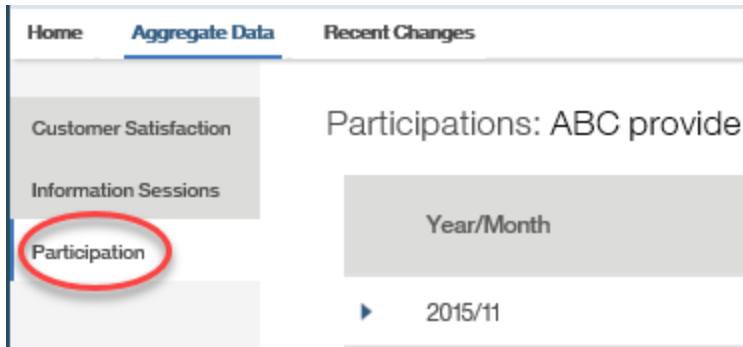 Home Aggregate Data Recent Changes
Customer Satisfaction
Information Sessions
Participation
Participations: ABC provide
Year/Month
2015/11